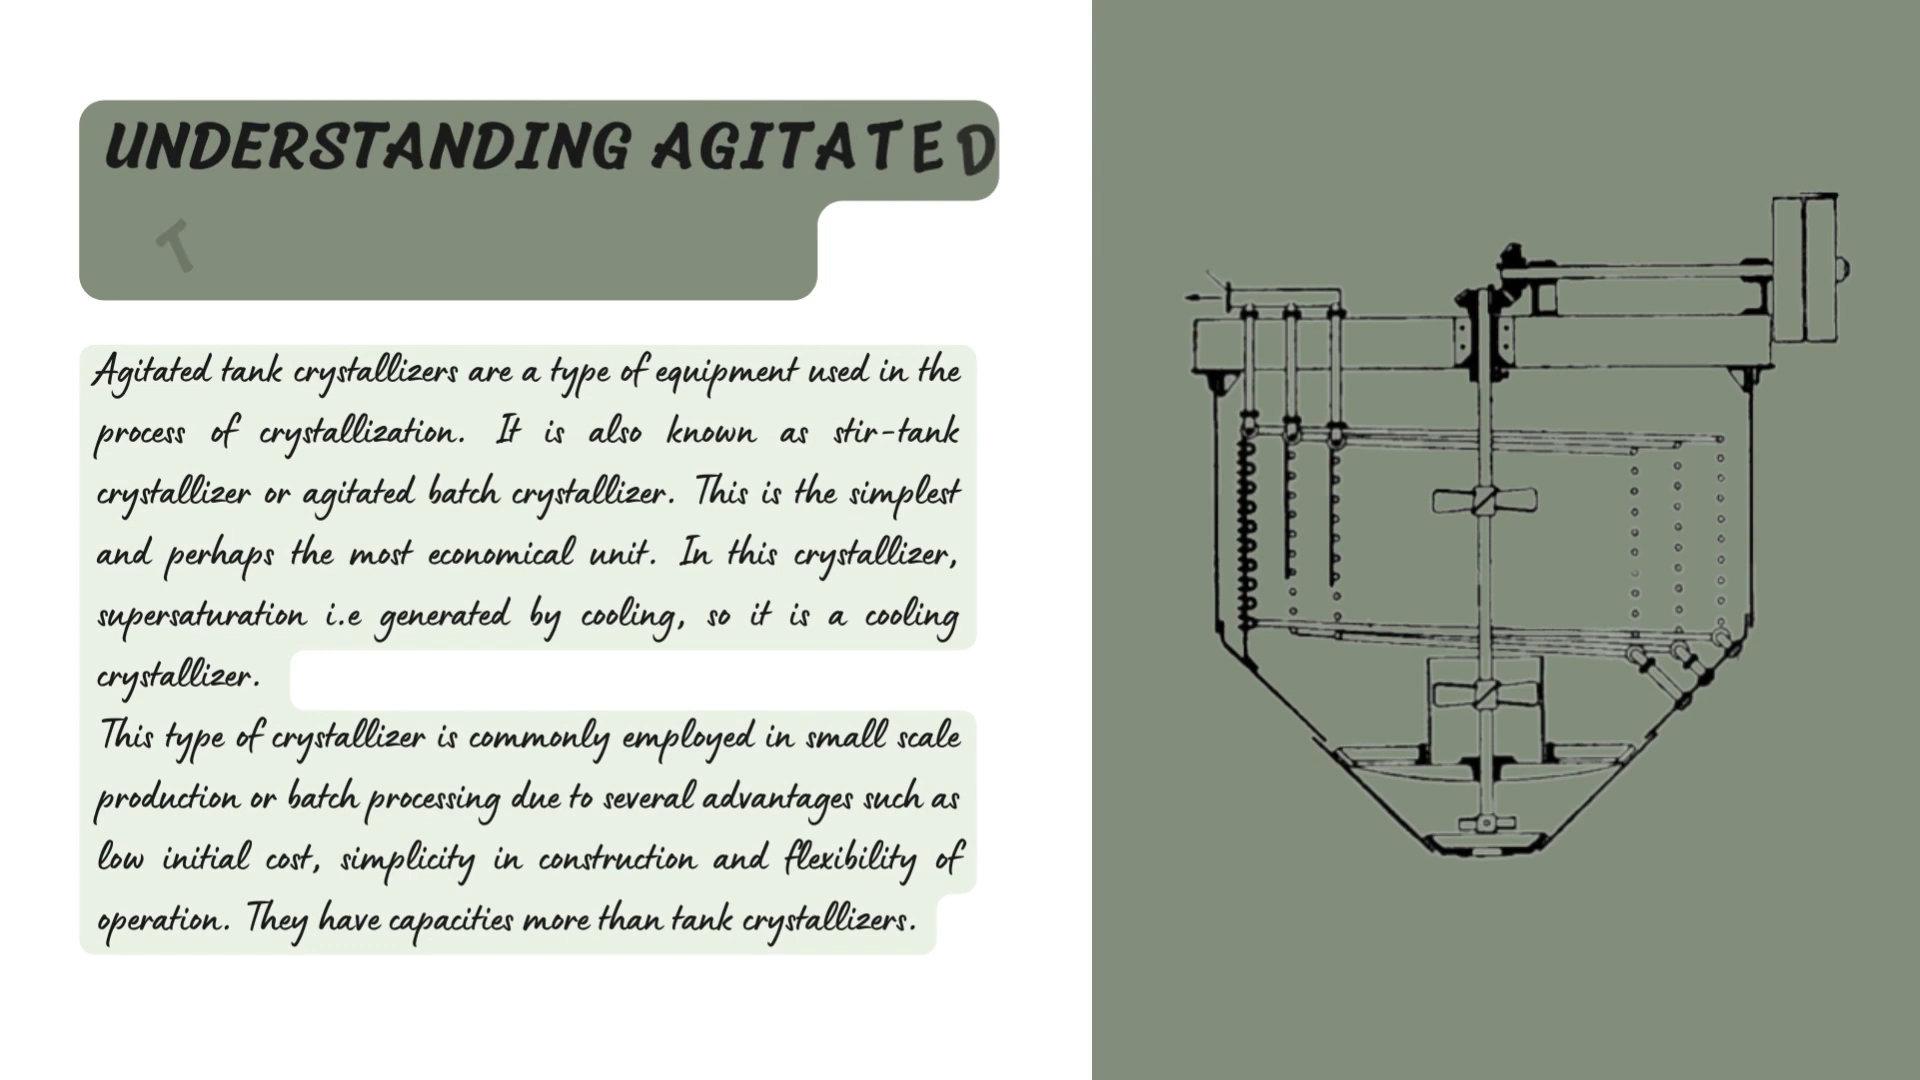 UNDERSTANDING AGITATED
T
Agitated tank crystallizers are a type of equipment used in the
process of crystallization. It is also known as stir-tank
crystallizer or agitated batch crystallizer. This is the simplest
and perhaps the most economical unit. In this crystallizer,
supersaturation i.e generated by cooling, so it is a cooling
crystallizer.
This type of crystallizer is commonly employed in small scale
production or batch processing due to several advantages such as
low initial cost, simplicity in construction and flexibility of
operation. They have capacities more than tank crystallizers.